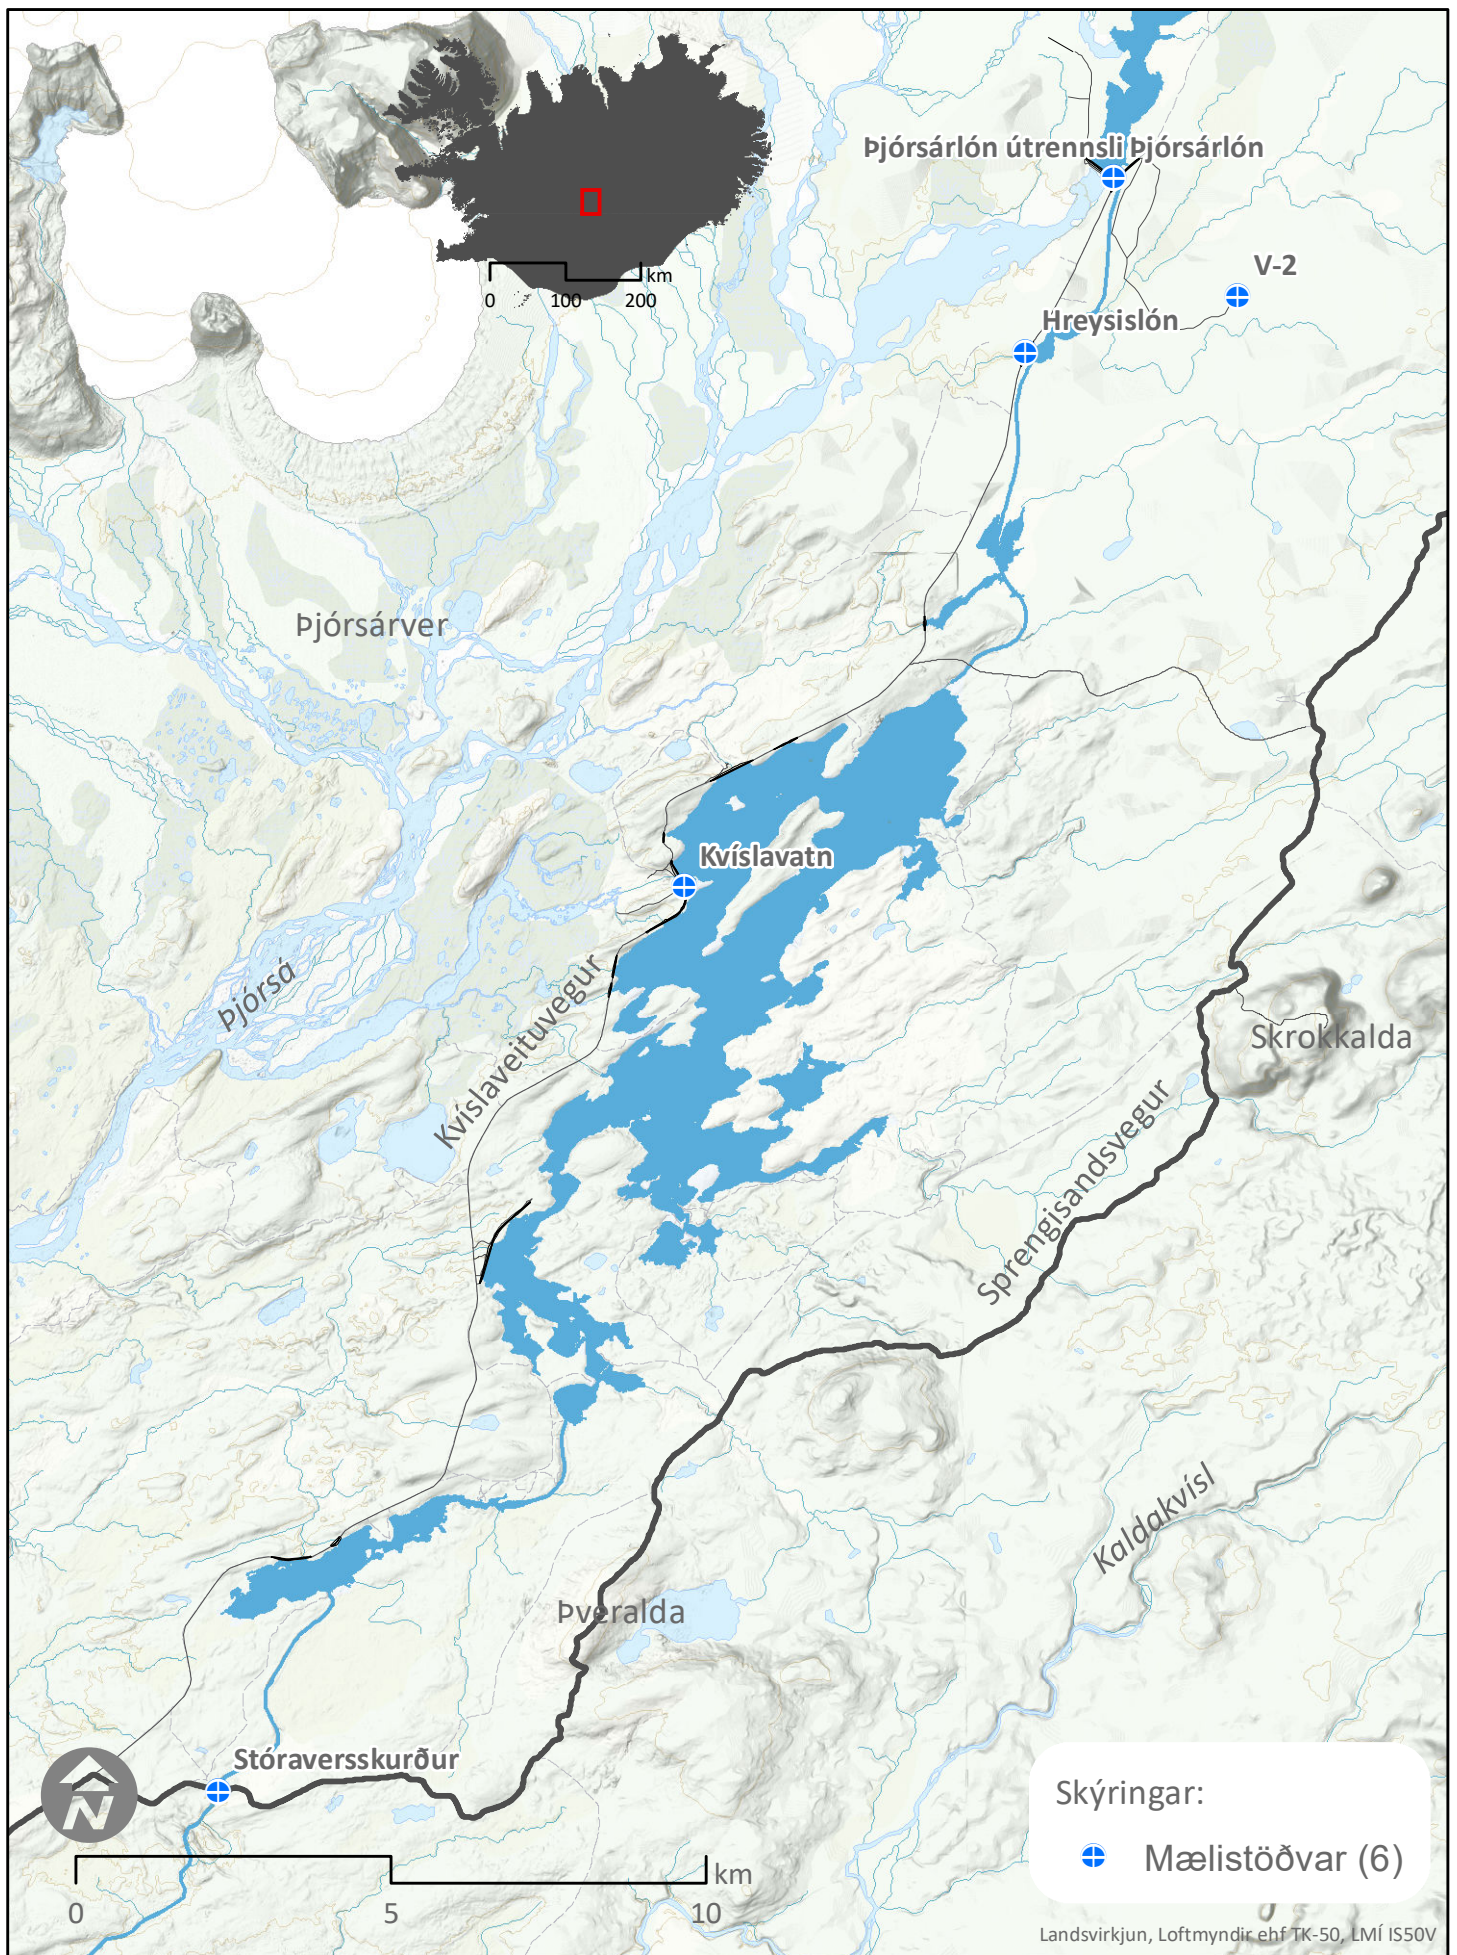 km
0 100 200
Þjórsárlón útrennsli Þjórsárlón
V-2
Hreysislón
Þjórsárver
Kvíslavatn
Þjórsá
Kvíslaveituvegur
Skrokkalda
Sprengisandsvegur
Kaldakvísl
Þveralda
Stóraversskurður
N
km
0 5 10
Skýringar:
Mælistöðvar (6)
Landsvirkjun, Loftmyndir ehf TK-50, LMÍ IS50V